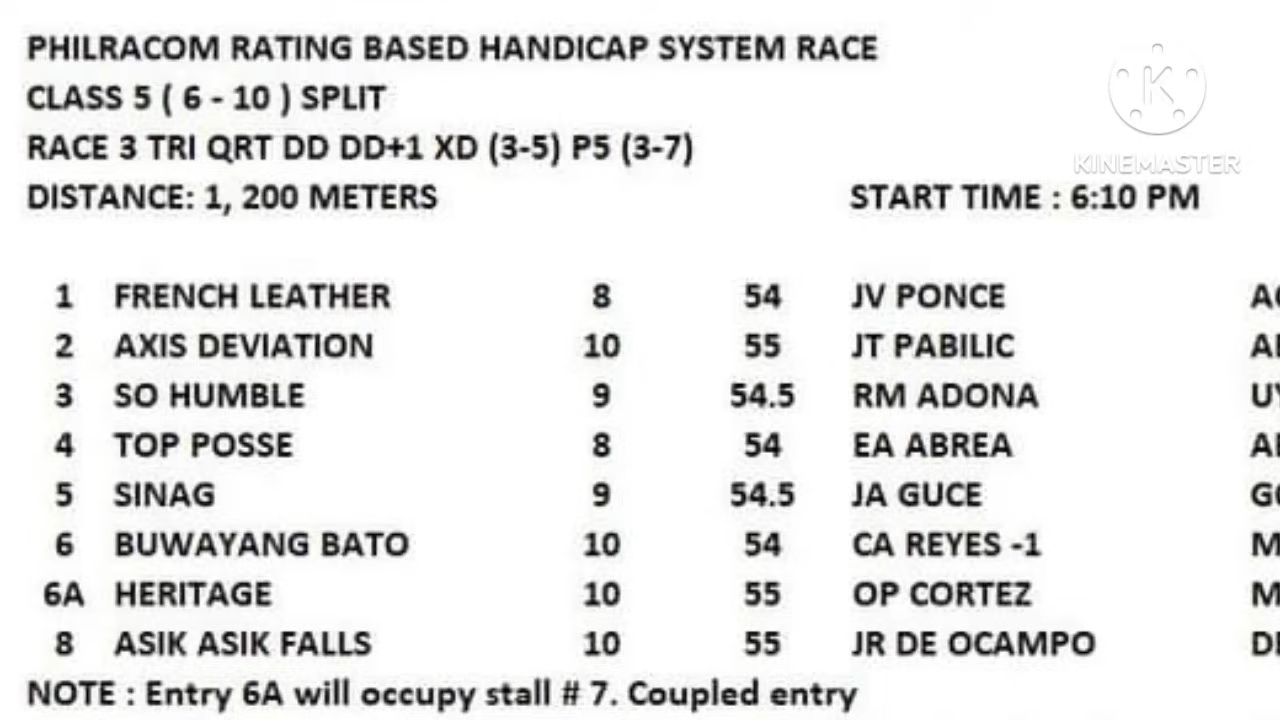 PHILRACOM RATING BASED HANDICAP SYSTEM RACE
CLASS 5 ( 6 - 10 ) SPLIT
RACE 3 TRI QRT DD DD+1 XD (3-5) P5 (3-7)
DISTANCE: 1, 200 METERS START TIME : 6:10 PM
K
KINEMASTER
1 FRENCH LEATHER 8 54 JV PONCE
2 AXIS DEVIATION 10 55 JT PABILIC
3 SO HUMBLE 9 54.5 RM ADONA
4 TOP POSSE 8 54 EA ABREA
5 SINAG 9 54.5 JA GUCE
6 BUWAYANG BATO 10 54 CA REYES -1
6A HERITAGE 10 55 OP CORTEZ
8 ASIK ASIK FALLS 10 55 JR DE OCAMPO
NOTE : Entry 6A will occupy stall # 7. Coupled entry